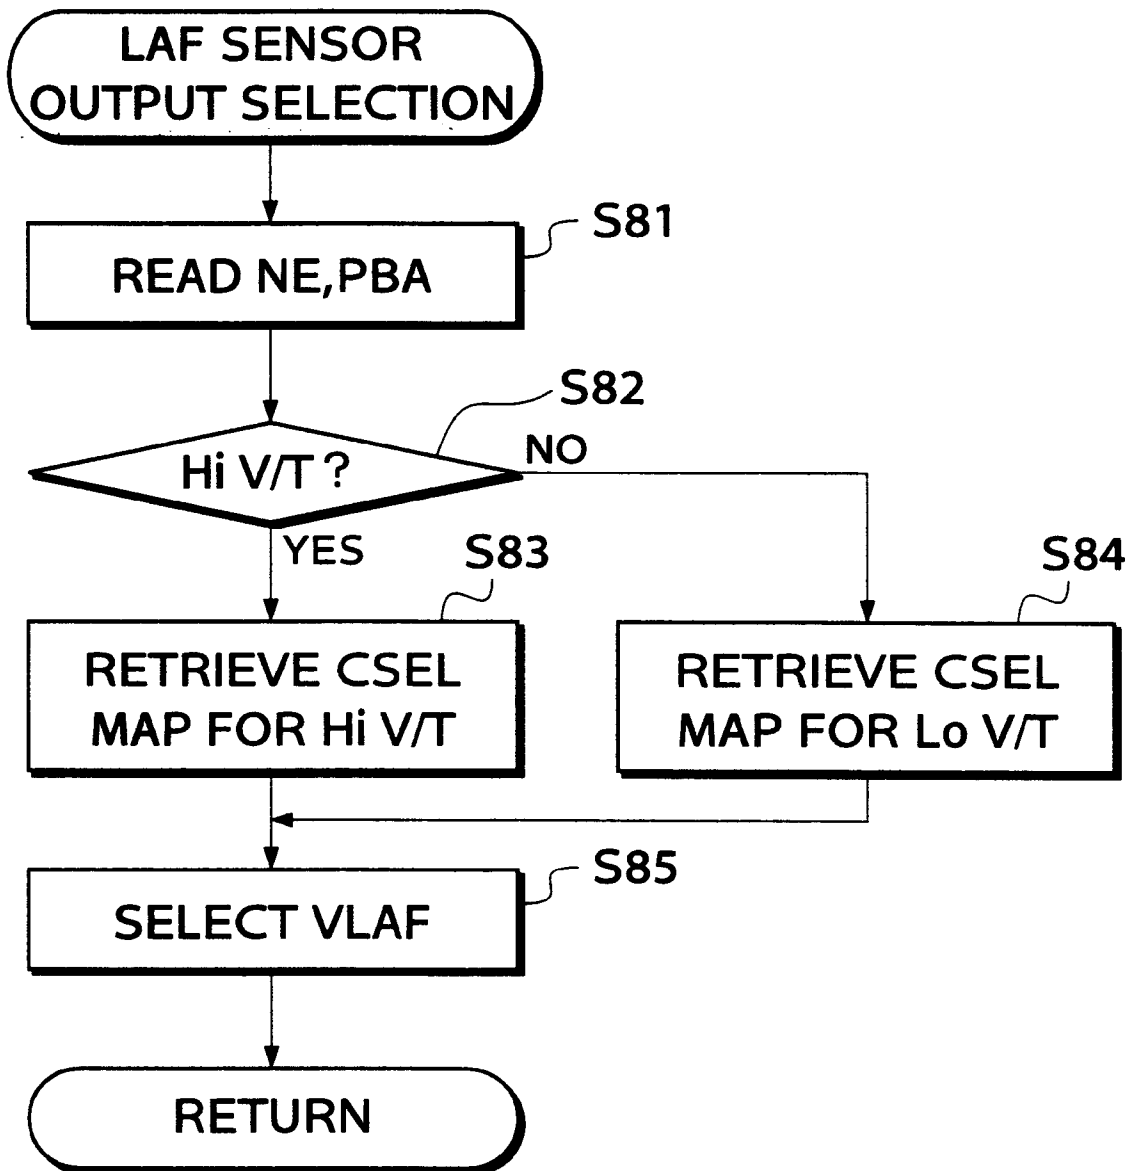 LAF SENSOR
OUTPUT SELECTION
S81
READ NE,PBA
S82
Hi V/T?
NO
YES
S83
RETRIEVE CSEL
MAP FOR Hi V/T
S84
RETRIEVE CSEL
MAP FOR Lo V/T
S85
SELECT VLAF
RETURN